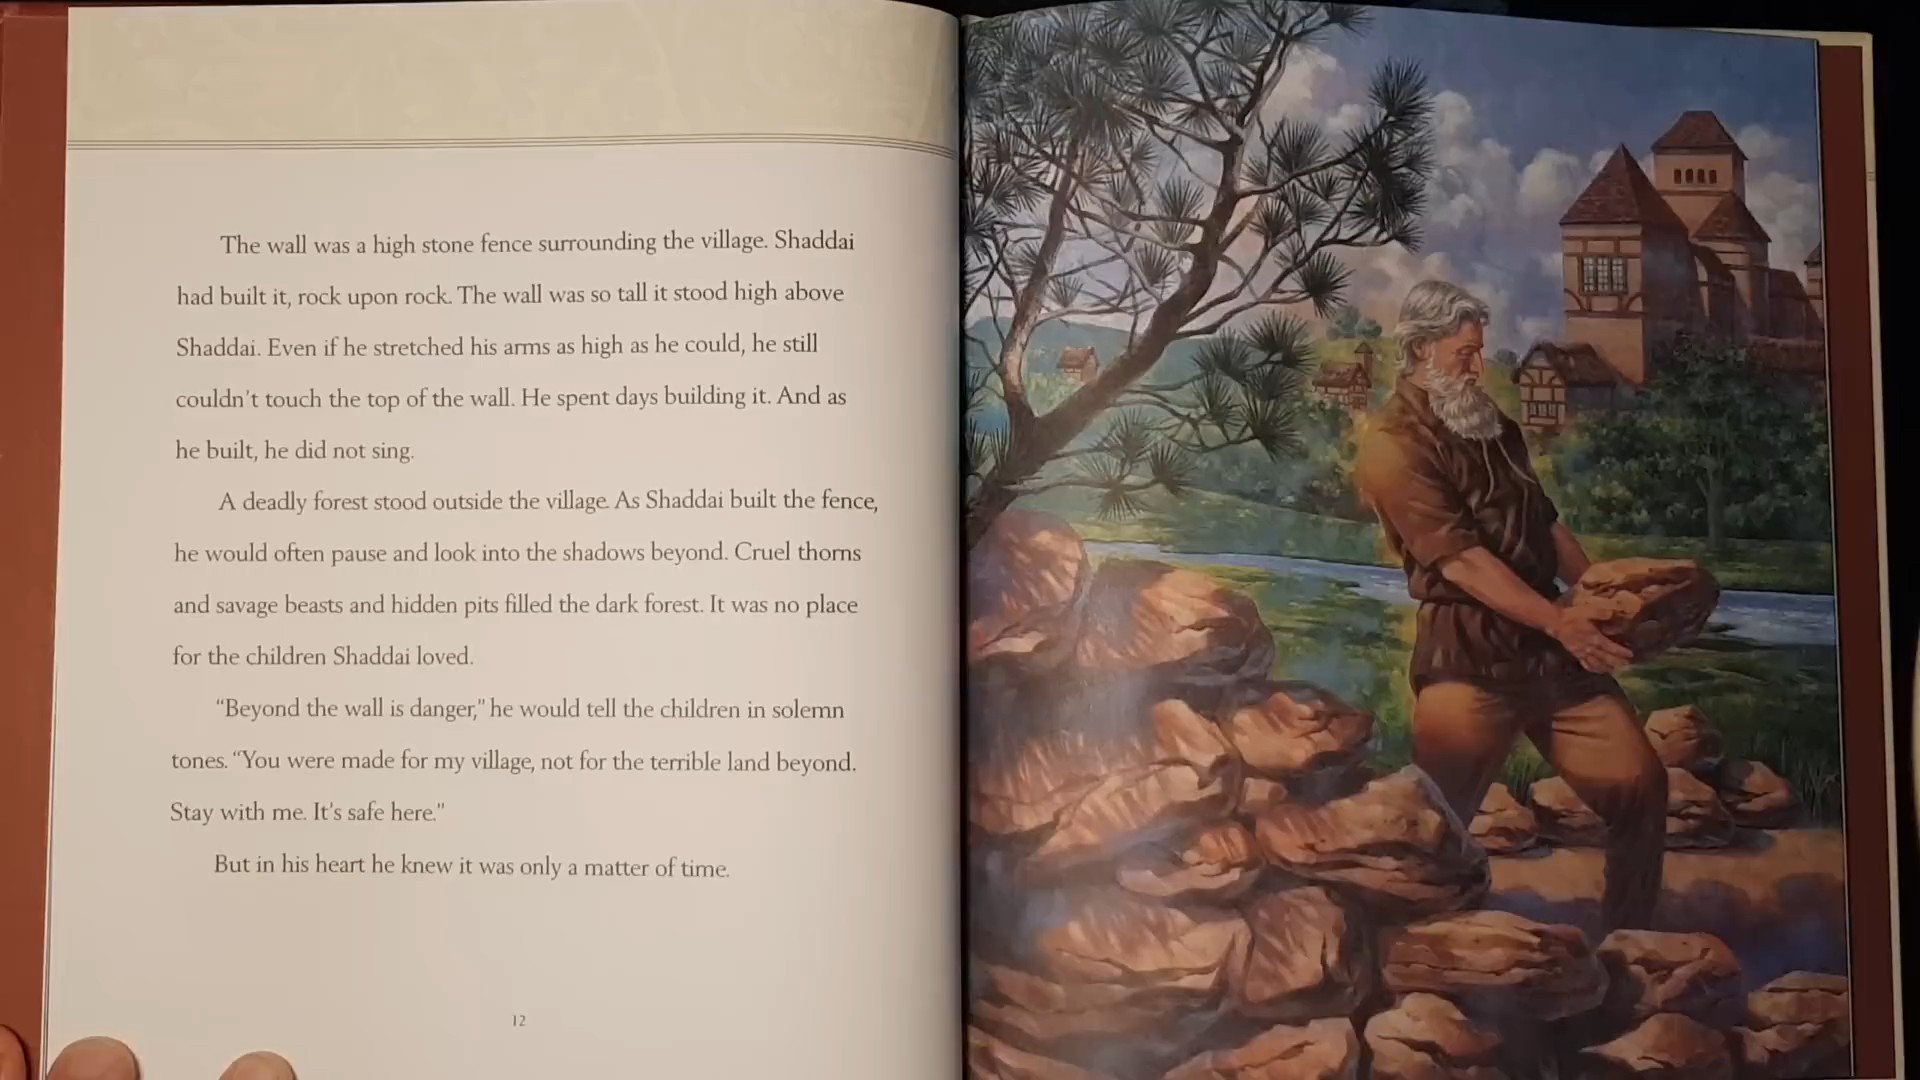 The wall was a high stone fence surrounding the village. Shaddai
had built it, rock upon rock. The wall was so tall it stood high above
Shaddai. Even if he stretched his arms as high as he could, he still
couldn't touch the top of the wall. He spent days building it. And as
he built, he did not sing.
A deadly forest stood outside the village. As Shaddai built the fence,
he would often pause and look into the shadows beyond. Cruel thorns
and savage beasts and hidden pits filled the dark forest. It was no place
for the children Shaddai loved.
“Beyond the wall is danger,” he would tell the children in solemn
tones. “You were made for my village, not for the terrible land beyond.
Stay with me. It's safe here.”
But in his heart he knew it was only a matter of time.
12